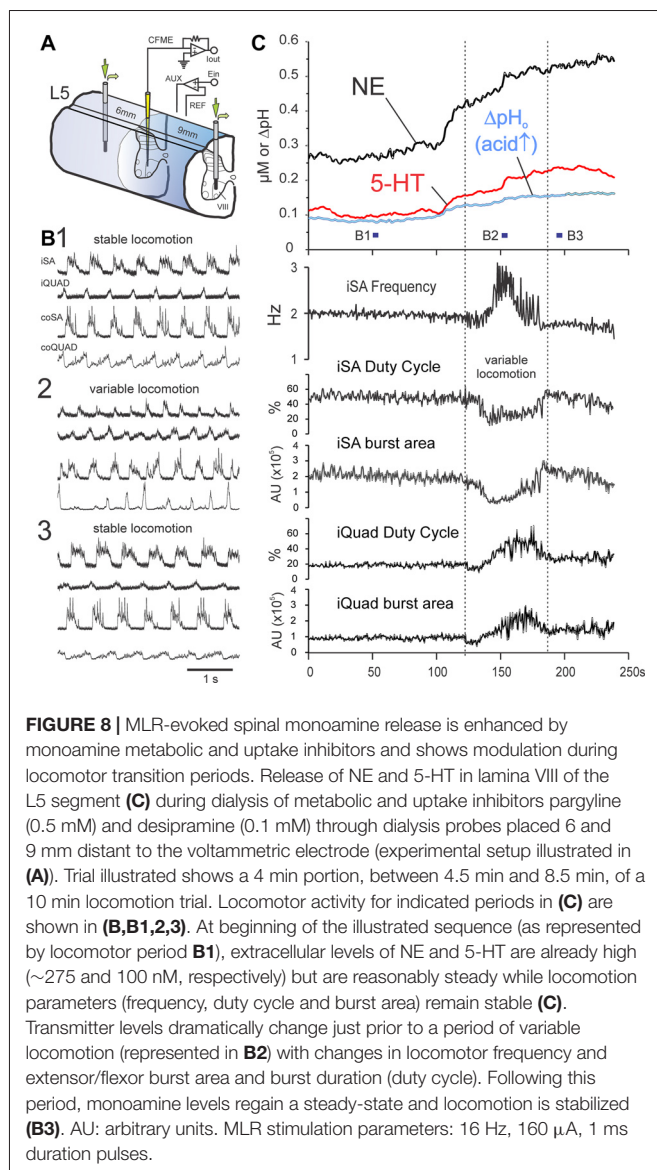 A
CFME
Iout
AUX
Ein
REF
L5
6mm
9mm
VIII
B1
stable locomotion
iSA
iQUAD
coSA
coQUAD
2
variable locomotion
3
stable locomotion
1 s
C
0.6
0.5
0.4
0.3
0.2
0.1
0
µM or ΔpH
NE
ΔpHo
(acid↑)
5-HT
B1
B2
B3
3
2
1
Hz
iSA Frequency
iSA Duty Cycle
variable
locomotion
60
40
20
0
%
iSA burst area
4
3
2
1
0
AU (x10⁵)
iQuad Duty Cycle
60
40
20
0
%
iQuad burst area
4
3
2
1
0
AU (x10⁵)
0
50
100
150
200
250s
FIGURE 8 | MLR-evoked spinal monoamine release is enhanced by
monoamine metabolic and uptake inhibitors and shows modulation during
locomotor transition periods. Release of NE and 5-HT in lamina VIII of the
L5 segment (C) during dialysis of metabolic and uptake inhibitors pargyline
(0.5 mM) and desipramine (0.1 mM) through dialysis probes placed 6 and
9 mm distant to the voltammetric electrode (experimental setup illustrated in
(A)). Trial illustrated shows a 4 min portion, between 4.5 min and 8.5 min, of a
10 min locomotion trial. Locomotor activity for indicated periods in (C) are
shown in (B,B1,2,3). At beginning of the illustrated sequence (as represented
by locomotor period B1), extracellular levels of NE and 5-HT are already high
(∼275 and 100 nM, respectively) but are reasonably steady while locomotion
parameters (frequency, duty cycle and burst area) remain stable (C).
Transmitter levels dramatically change just prior to a period of variable
locomotion (represented in B2) with changes in locomotor frequency and
extensor/flexor burst area and burst duration (duty cycle). Following this
period, monoamine levels regain a steady-state and locomotion is stabilized
(B3). AU: arbitrary units. MLR stimulation parameters: 16 Hz, 160 µA, 1 ms
duration pulses.